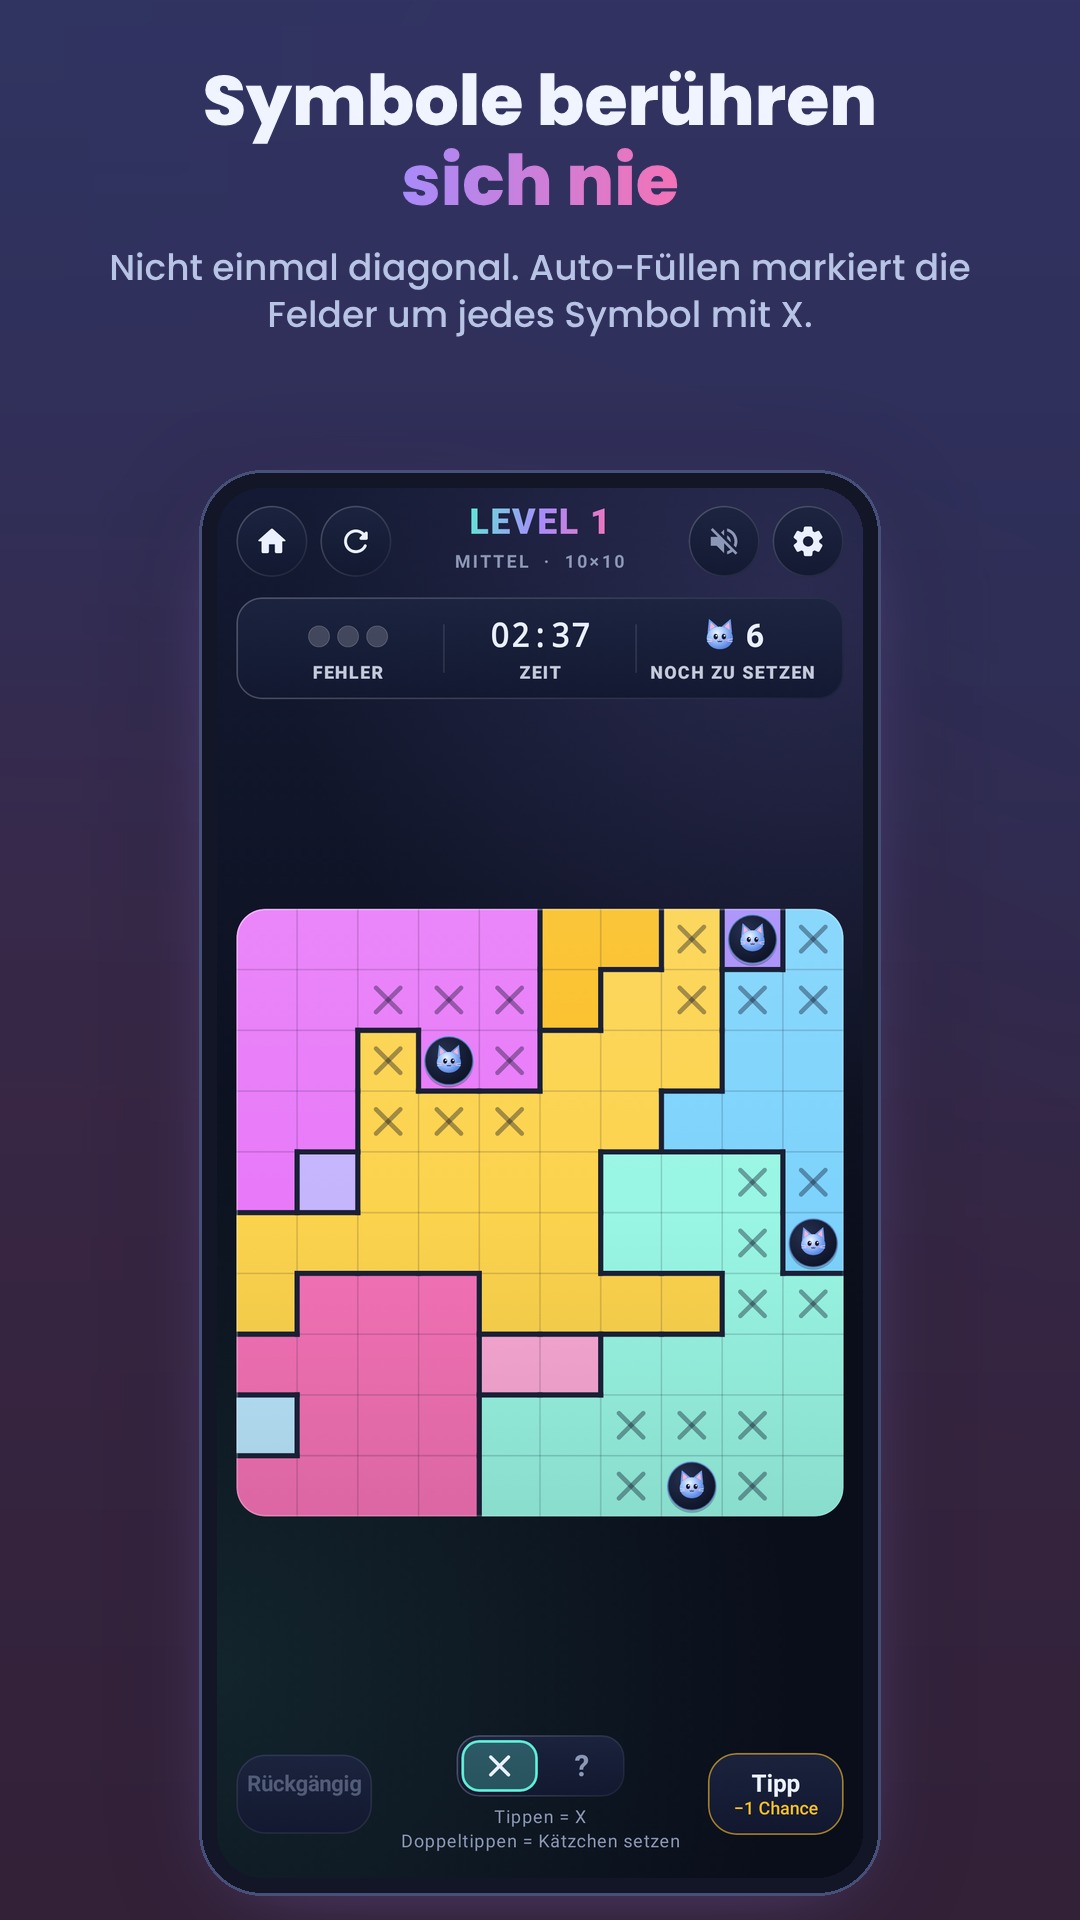 Symbole berühren
sich nie
Nicht einmal diagonal. Auto-Füllen markiert die
Felder um jedes Symbol mit X.
LEVEL 1
MITTEL · 10×10
02:37
6
FEHLER
ZEIT
NOCH ZU SETZEN
?
Rückgängig
Tipp
−1 Chance
Tippen = X
Doppeltippen = Kätzchen setzen